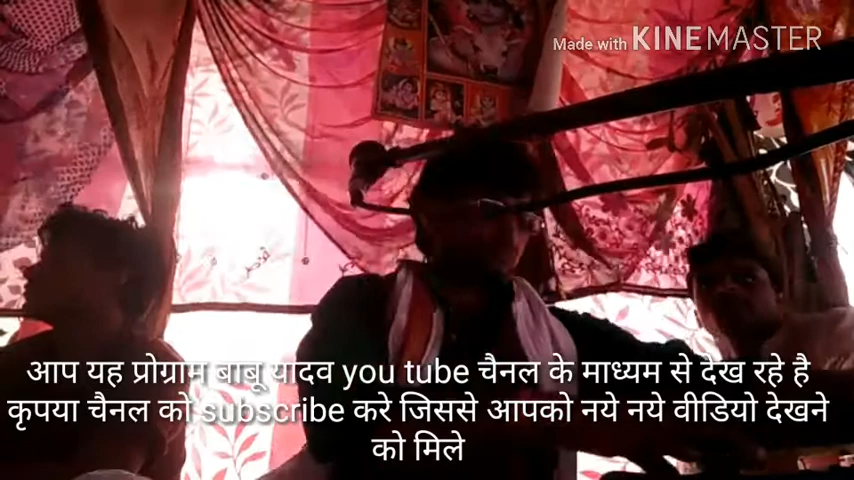 Made with KINEMASTER
आप यह प्रोग्राम बाबू यादव you tube चैनल के माध्यम से देख रहे है
कृपया चैनल को subscribe करे जिससे आपको नये नये वीडियो देखने
को मिले